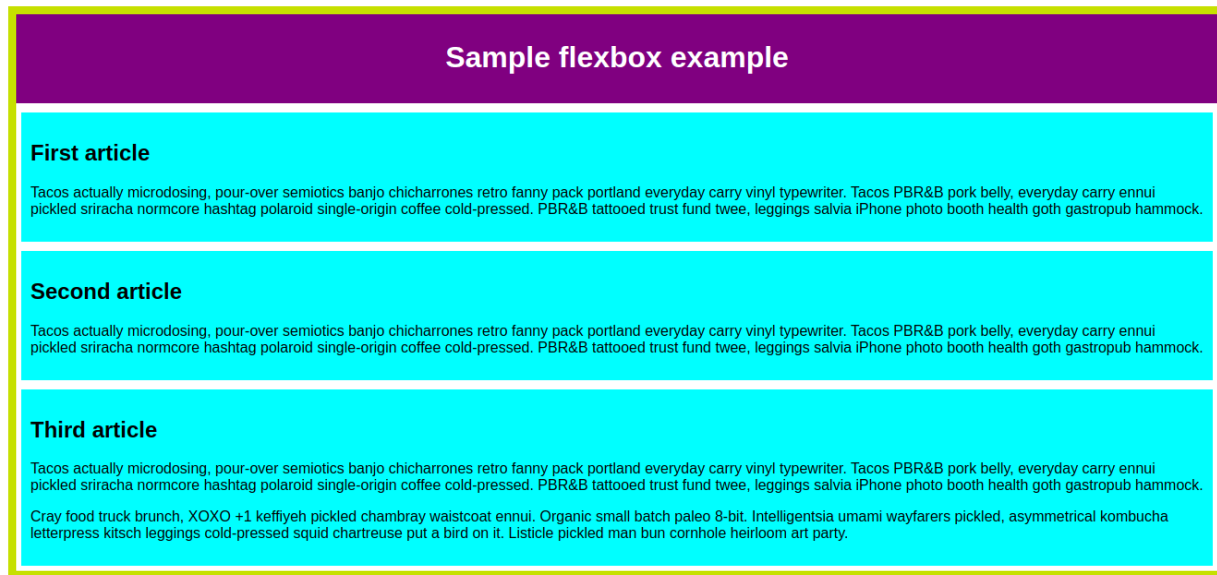 Sample flexbox example
First article
Tacos actually microdosing, pour-over semiotics banjo chicharrones retro fanny pack portland everyday carry vinyl typewriter. Tacos PBR&B pork belly, everyday carry ennui
pickled sriracha normcore hashtag polaroid single-origin coffee cold-pressed. PBR&B tattooed trust fund twee, leggings salvia iPhone photo booth health goth gastropub hammock.
Second article
Tacos actually microdosing, pour-over semiotics banjo chicharrones retro fanny pack portland everyday carry vinyl typewriter. Tacos PBR&B pork belly, everyday carry ennui
pickled sriracha normcore hashtag polaroid single-origin coffee cold-pressed. PBR&B tattooed trust fund twee, leggings salvia iPhone photo booth health goth gastropub hammock.
Third article
Tacos actually microdosing, pour-over semiotics banjo chicharrones retro fanny pack portland everyday carry vinyl typewriter. Tacos PBR&B pork belly, everyday carry ennui
pickled sriracha normcore hashtag polaroid single-origin coffee cold-pressed. PBR&B tattooed trust fund twee, leggings salvia iPhone photo booth health goth gastropub hammock.
Cray food truck brunch, XOXO +1 keffiyeh pickled chambray waistcoat ennui. Organic small batch paleo 8-bit. Intelligentsia umami wayfarers pickled, asymmetrical kombucha
letterpress kitsch leggings cold-pressed squid chartreuse put a bird on it. Listicle pickled man bun cornhole heirloom art party.